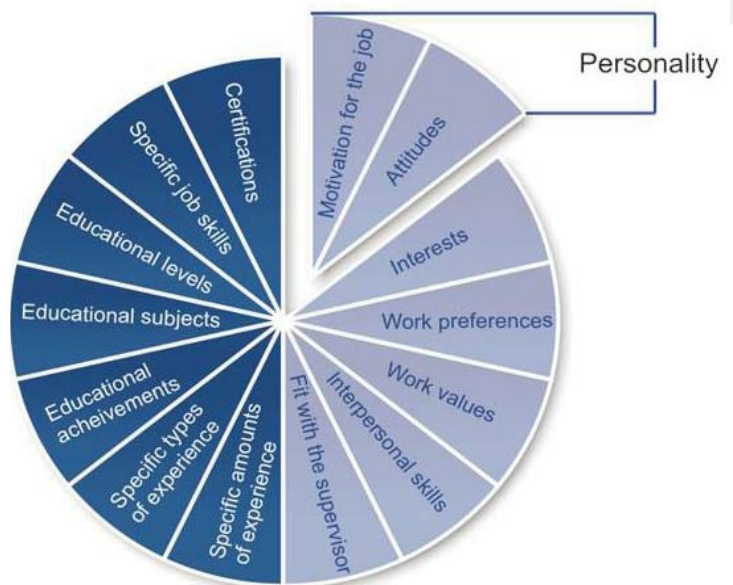 Personality
Motivation for the job
Attitudes
Interests
Work preferences
Work values
Interpersonal skills
Fit with the supervisor
Specific amounts
of experience
Specific types
of experience
Educational
acheivements
Educational subjects
Educational levels
Specific job skills
Certifications